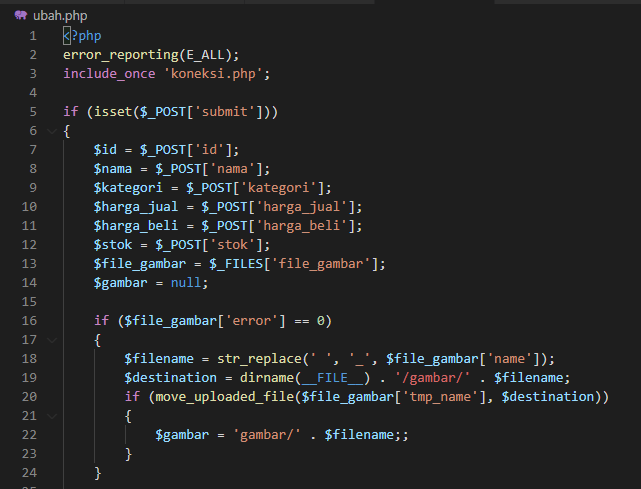 ubah.php
1 <?php
2 error_reporting(E_ALL);
3 include_once 'koneksi.php';
4
5 if (isset($_POST['submit']))
6 {
7     $id = $_POST['id'];
8     $nama = $_POST['nama'];
9     $kategori = $_POST['kategori'];
10     $harga_jual = $_POST['harga_jual'];
11     $harga_beli = $_POST['harga_beli'];
12     $stok = $_POST['stok'];
13     $file_gambar = $_FILES['file_gambar'];
14     $gambar = null;
15
16     if ($file_gambar['error'] == 0)
17     {
18         $filename = str_replace(' ', '_', $file_gambar['name']);
19         $destination = dirname(__FILE__) . '/gambar/' . $filename;
20         if (move_uploaded_file($file_gambar['tmp_name'], $destination))
21         {
22             $gambar = 'gambar/' . $filename;;
23         }
24     }